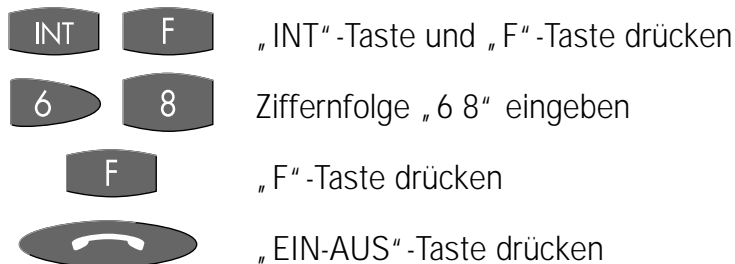 INT F „INT“-Taste und „F“-Taste drücken
6 8 Ziffernfolge „6 8“ eingeben
F „F“-Taste drücken
„EIN-AUS“-Taste drücken